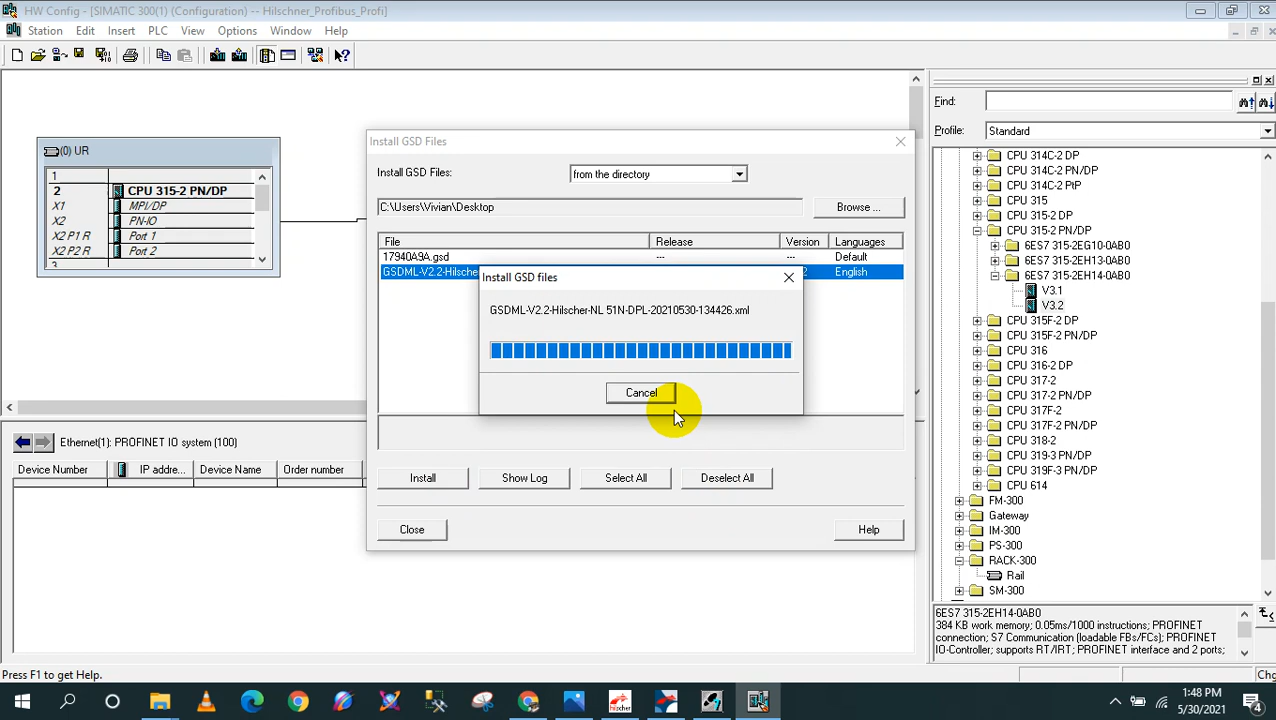 HW Config - [SIMATIC 300(1) (Configuration) -- Hilschner_Profibus_Profi]
Station Edit Insert PLC View Options Window Help
(0) UR
1
2 CPU 315-2 PN/DP
X1 MPI/DP
X2 PN-IO
X2 P1 R Port 1
X2 P2 R Port 2
3
Install GSD Files
Install GSD Files: from the directory
C:\Users\Vivian\Desktop Browse ...
File Release Version Languages
17940A9A.gsd --- --- Default
GSDML-V2.2-Hilsche English
Install GSD files
GSDML-V2.2-Hilscher-NL 51N-DPL-20210530-134426.xml
Cancel
Install Show Log Select All Deselect All
Close Help
Ethernet(1): PROFINET IO system (100)
Device Number IP addre... Device Name Order number
Find:
Profile: Standard
CPU 314C-2 DP
CPU 314C-2 PN/DP
CPU 314C-2 PtP
CPU 315
CPU 315-2 DP
CPU 315-2 PN/DP
6ES7 315-2EG10-0AB0
6ES7 315-2EH13-0AB0
6ES7 315-2EH14-0AB0
V3.1
V3.2
CPU 315F-2 DP
CPU 315F-2 PN/DP
CPU 316
CPU 316-2 DP
CPU 317-2
CPU 317-2 PN/DP
CPU 317F-2
CPU 317F-2 PN/DP
CPU 318-2
CPU 319-3 PN/DP
CPU 319F-3 PN/DP
CPU 614
FM-300
Gateway
IM-300
PS-300
RACK-300
Rail
SM-300
6ES7 315-2EH14-0AB0
384 KB work memory; 0.05ms/1000 instructions; PROFINET
connection; S7 Communication (loadable FBs/FCs); PROFINET
IO-Controller; supports RT/IRT; PROFINET interface and 2 ports;
Press F1 to get Help.
Chg
hilscher
1:48 PM
5/30/2021
4